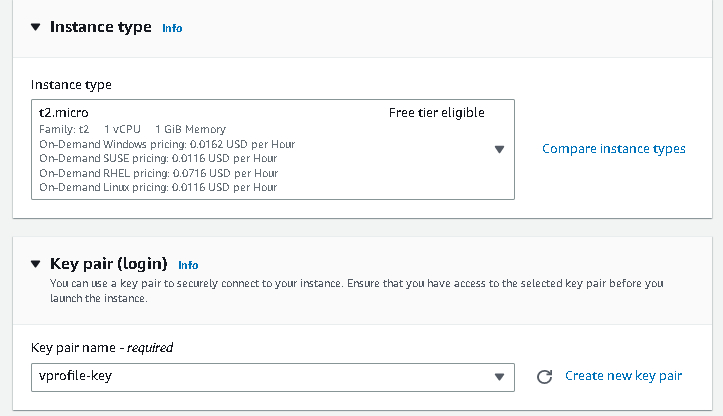 Instance type Info
Instance type
t2.micro Free tier eligible
Family: t2 1 vCPU 1 GiB Memory
On-Demand Windows pricing: 0.0162 USD per Hour
On-Demand SUSE pricing: 0.0116 USD per Hour
On-Demand RHEL pricing: 0.0716 USD per Hour
On-Demand Linux pricing: 0.0116 USD per Hour
Compare instance types
Key pair (login) Info
You can use a key pair to securely connect to your instance. Ensure that you have access to the selected key pair before you
launch the instance.
Key pair name - required
vprofile-key
Create new key pair